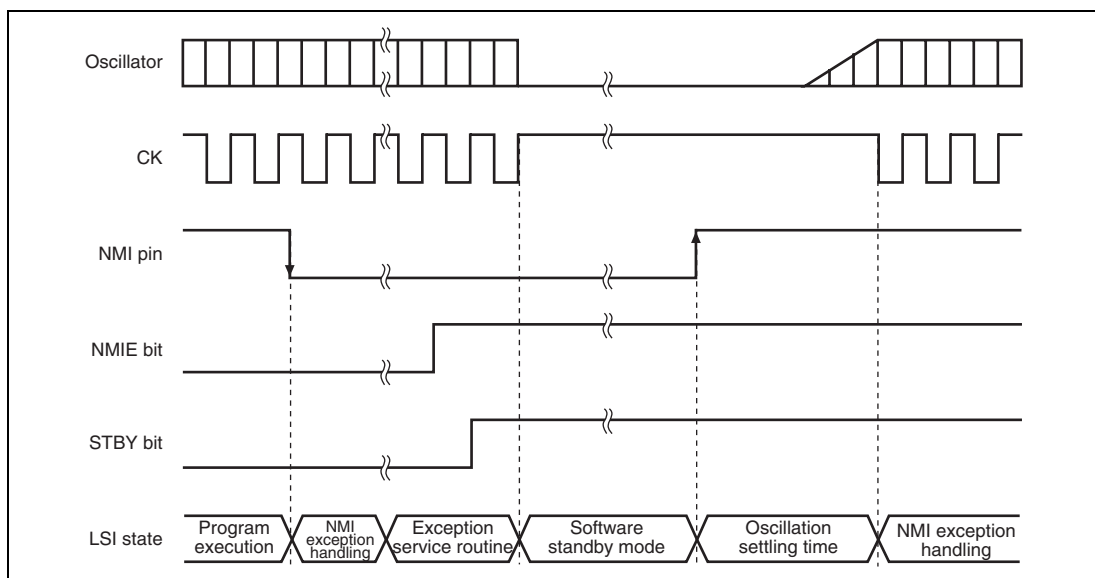 Oscillator
CK
NMI pin
NMIE bit
STBY bit
LSI state
Program
execution
NMI
exception
handling
Exception
service routine
Software
standby mode
Oscillation
settling time
NMI exception
handling